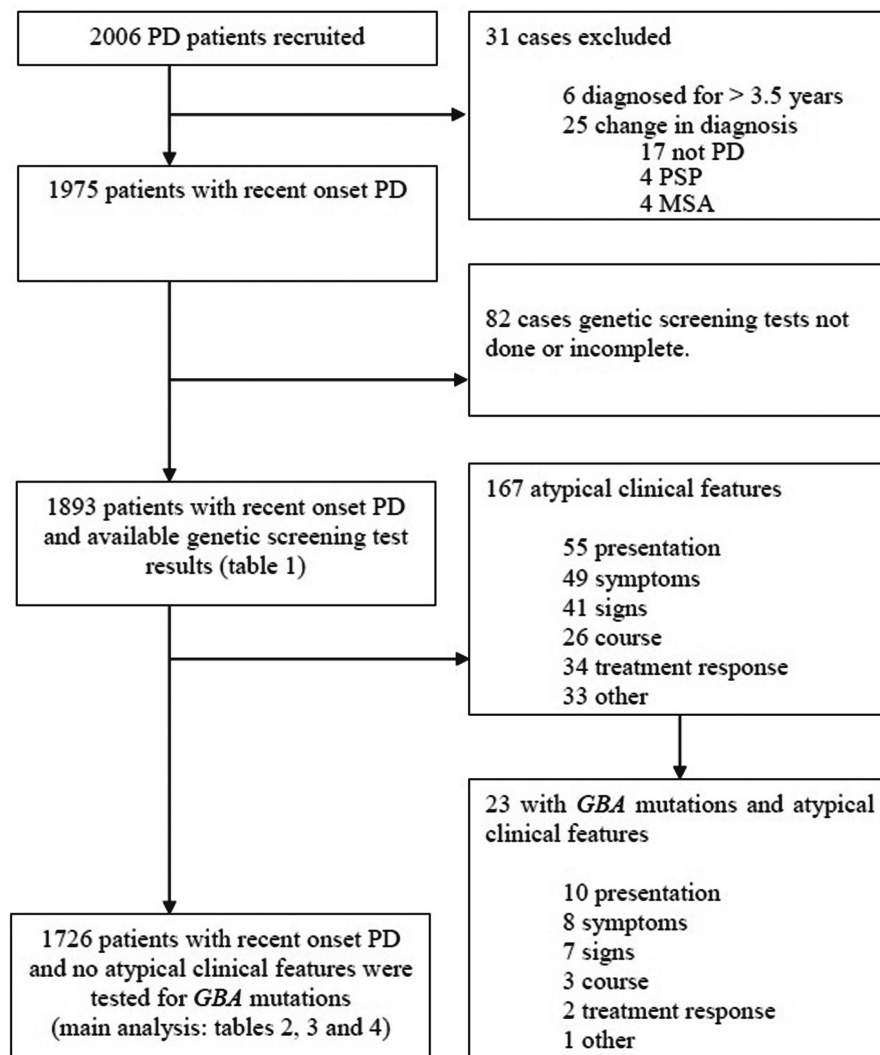 2006 PD patients recruited
31 cases excluded
6 diagnosed for > 3.5 years
25 change in diagnosis
17 not PD
4 PSP
4 MSA
1975 patients with recent onset PD
82 cases genetic screening tests not
done or incomplete.
1893 patients with recent onset PD
and available genetic screening test
results (table 1)
167 atypical clinical features
55 presentation
49 symptoms
41 signs
26 course
34 treatment response
33 other
23 with GBA mutations and atypical
clinical features
10 presentation
8 symptoms
7 signs
3 course
2 treatment response
1 other
1726 patients with recent onset PD
and no atypical clinical features were
tested for GBA mutations
(main analysis: tables 2, 3 and 4)